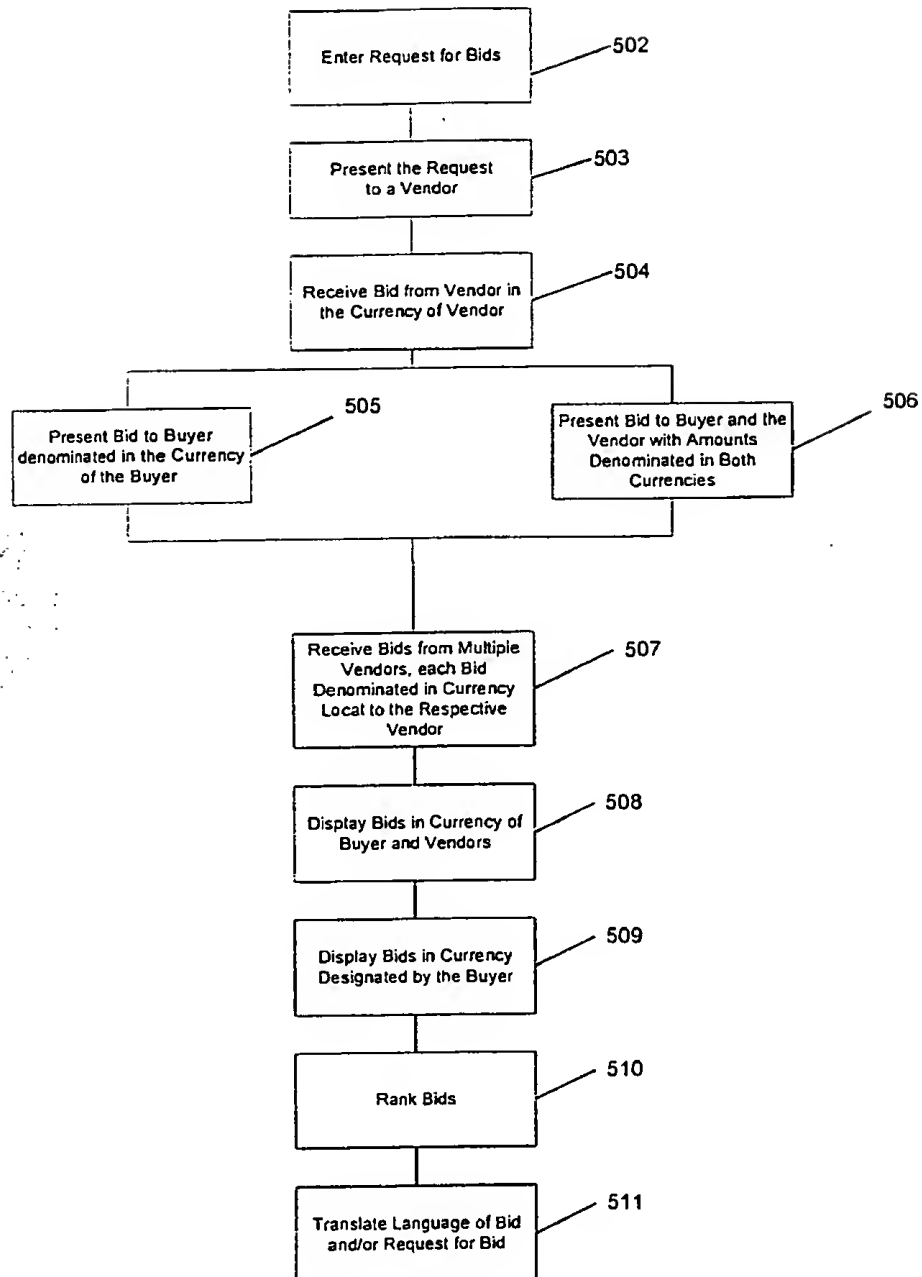 Enter Request for Bids
502
Present the Request
to a Vendor
503
Receive Bid from Vendor in
the Currency of Vendor
504
Present Bid to Buyer
denominated in the Currency
of the Buyer
505
Present Bid to Buyer and the
Vendor with Amounts
Denominated in Both
Currencies
506
Receive Bids from Multiple
Vendors, each Bid
Denominated in Currency
Local to the Respective
Vendor
507
Display Bids in Currency of
Buyer and Vendors
508
Display Bids in Currency
Designated by the Buyer
509
Rank Bids
510
Translate Language of Bid
and/or Request for Bid
511